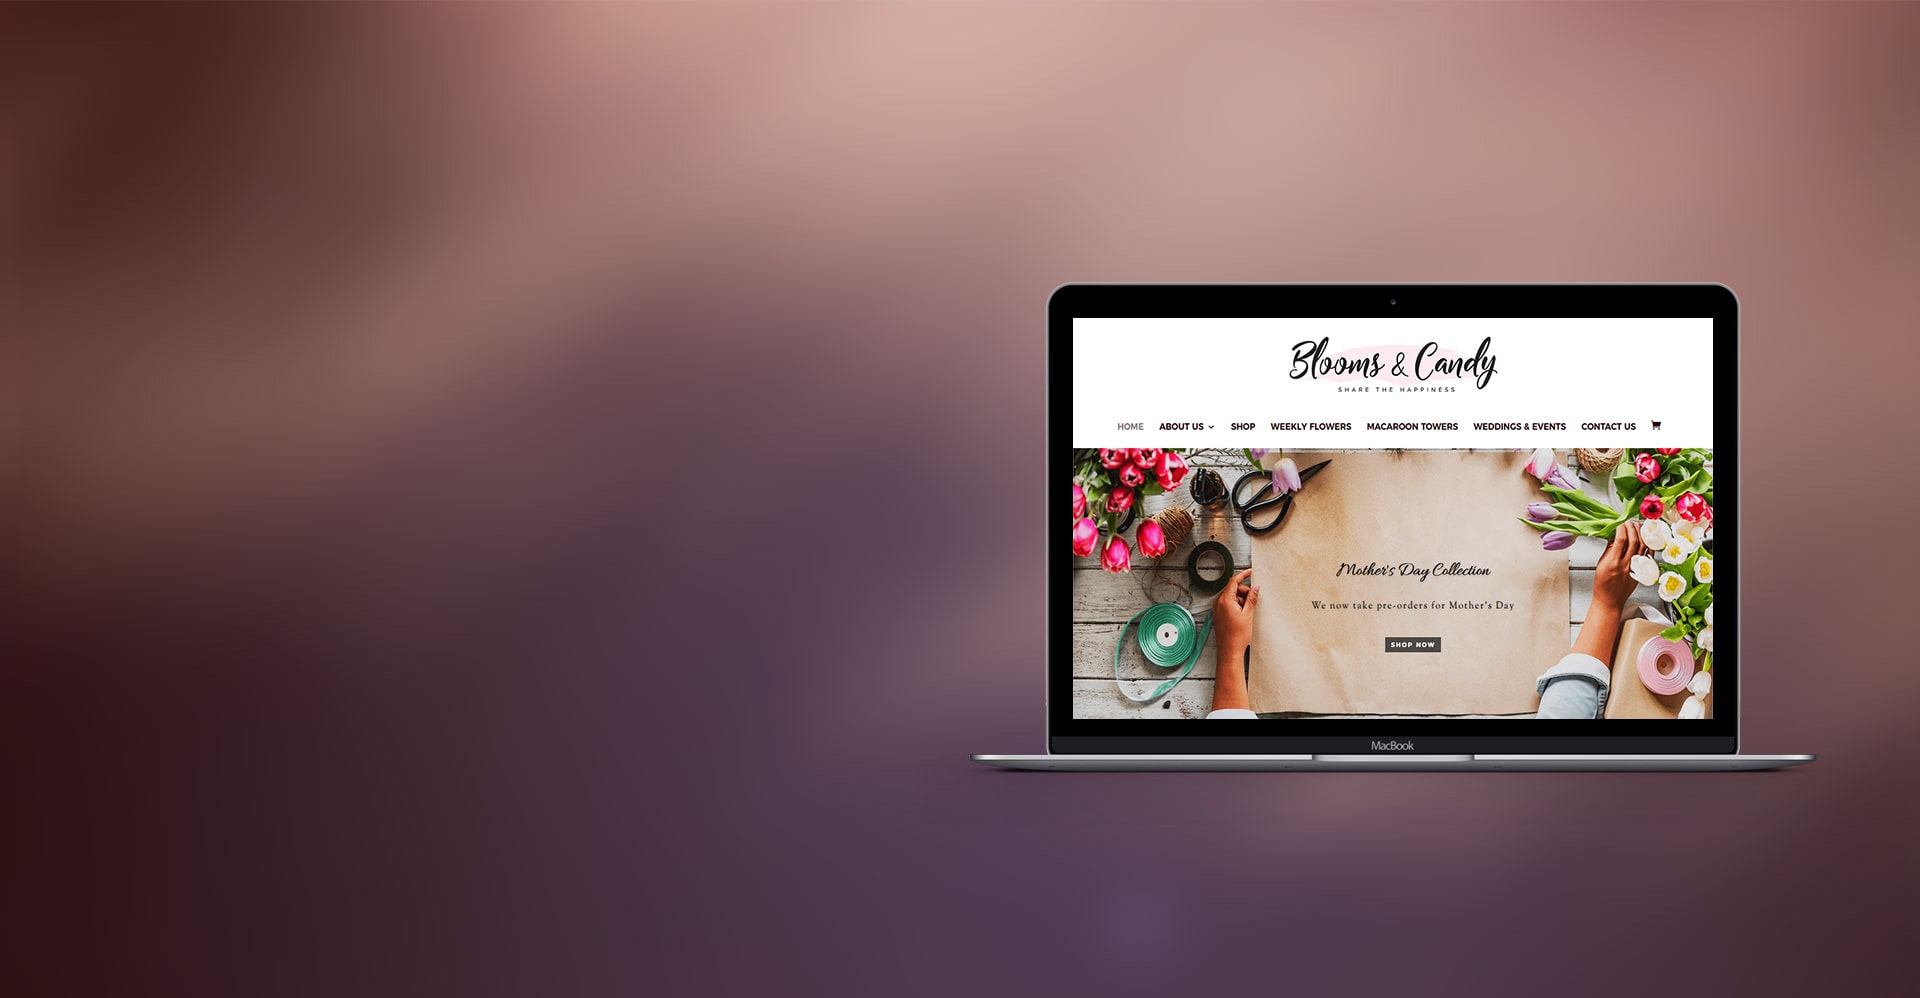 Blooms & Candy
SHARE THE HAPPINESS
HOME ABOUT US SHOP WEEKLY FLOWERS MACAROON TOWERS WEDDINGS & EVENTS CONTACT US
Mother's Day Collection
We now take pre-orders for Mother's Day
SHOP NOW
MacBook